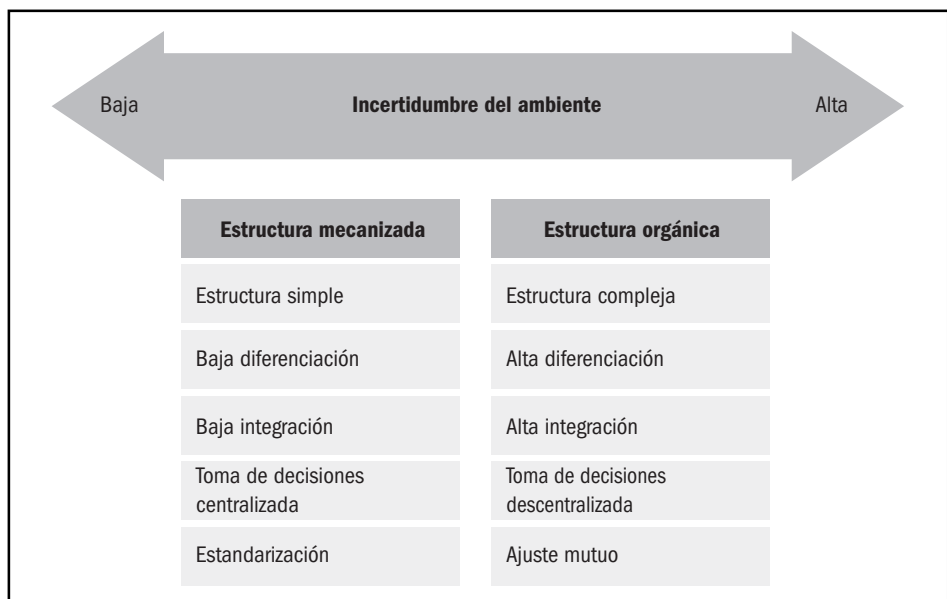 Baja
Incertidumbre del ambiente
Alta
Estructura mecanizada
Estructura orgánica
Estructura simple
Estructura compleja
Baja diferenciación
Alta diferenciación
Baja integración
Alta integración
Toma de decisiones
centralizada
Toma de decisiones
descentralizada
Estandarización
Ajuste mutuo